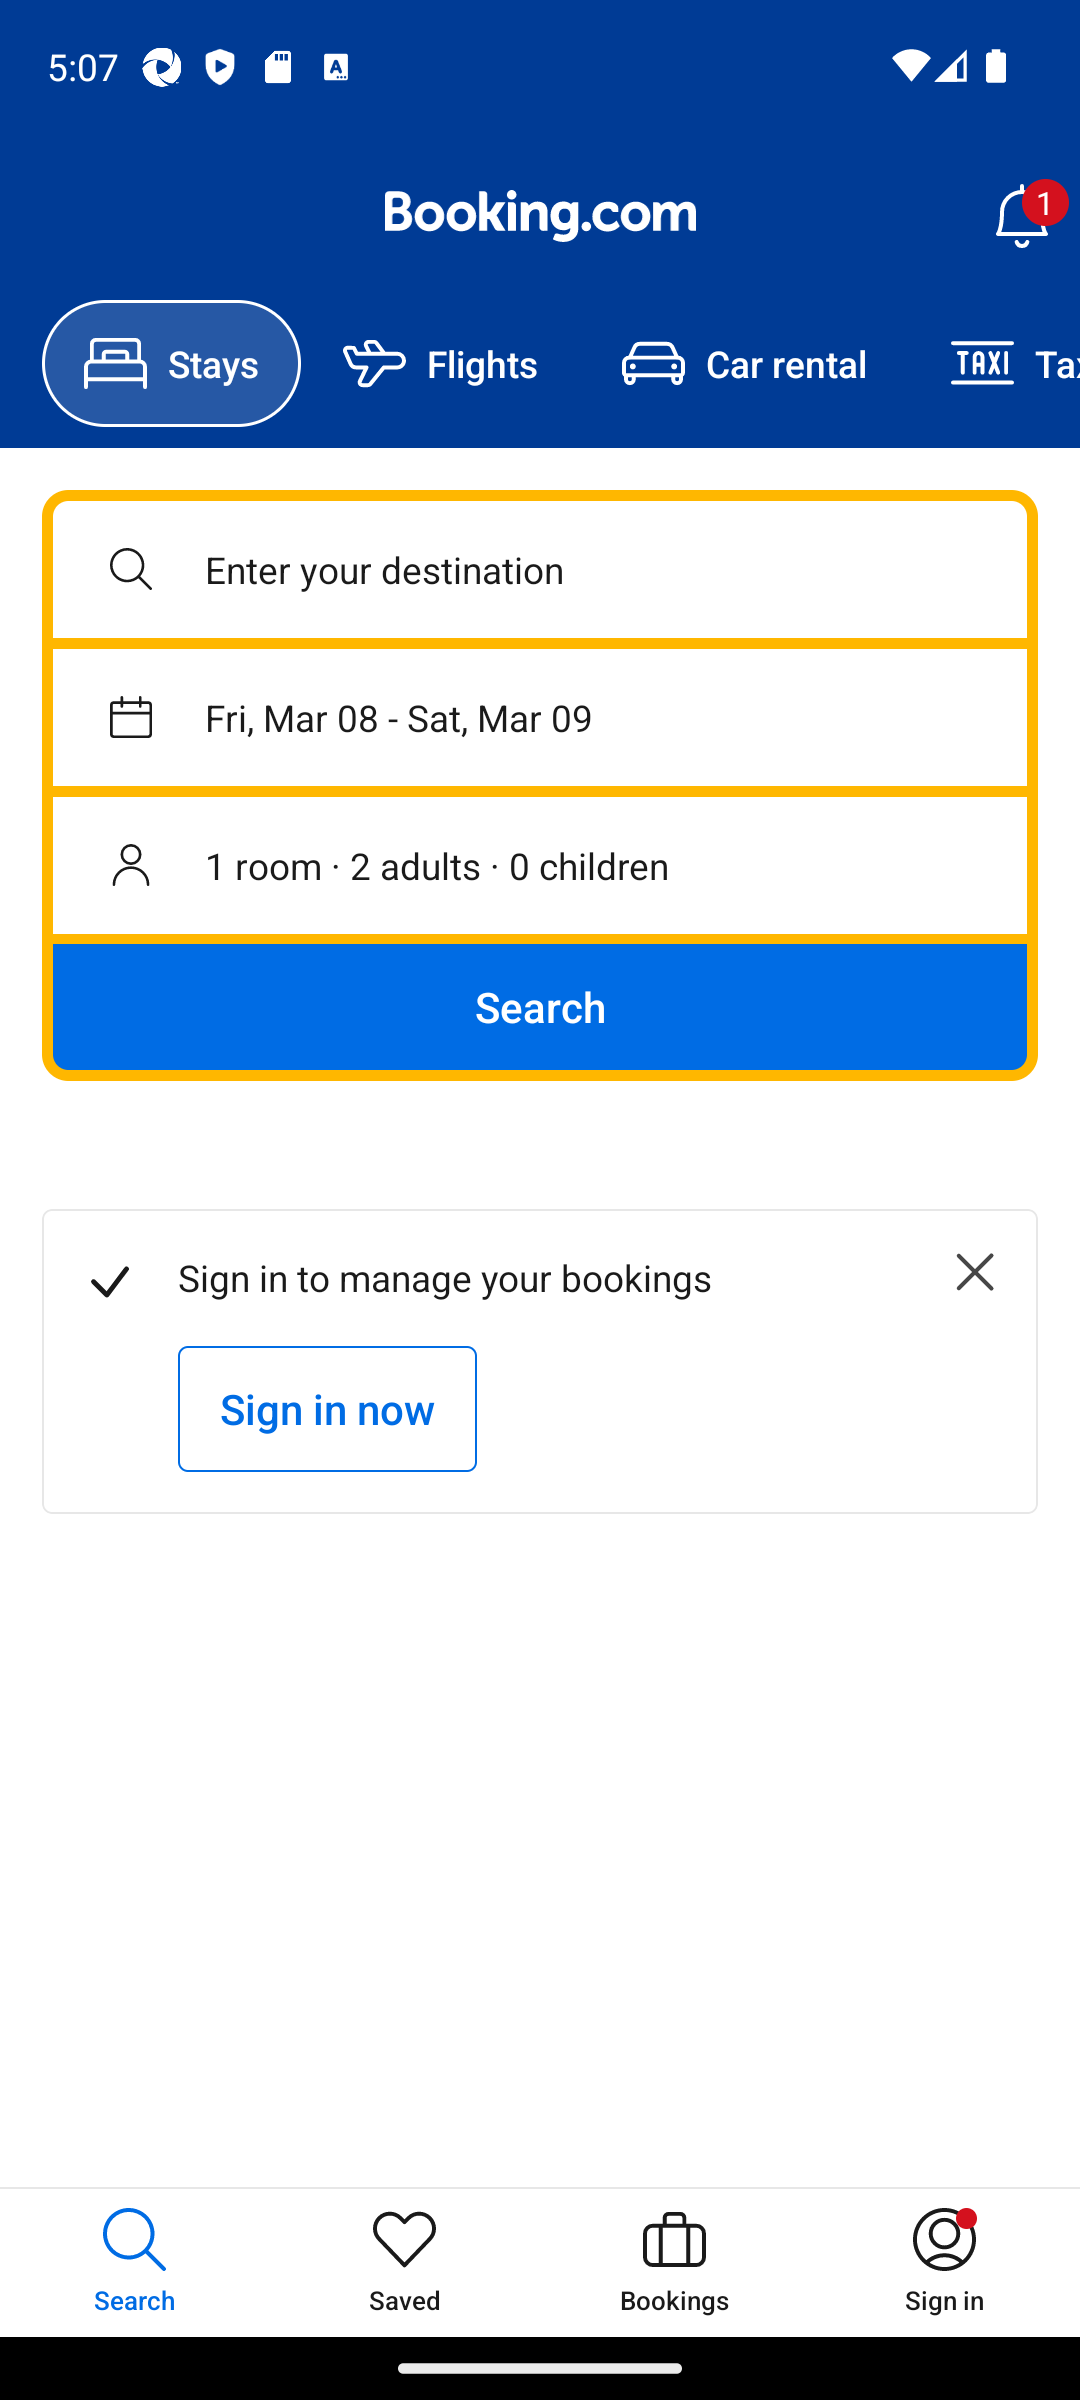 5:07
A
Booking.com
1
Stays
Flights
Car rental
TAXI
Enter your destination
Fri, Mar 08 - Sat, Mar 09
1 room · 2 adults · 0 children
Search
Sign in to manage your bookings
Sign in now
Search
Saved
Bookings
Sign in